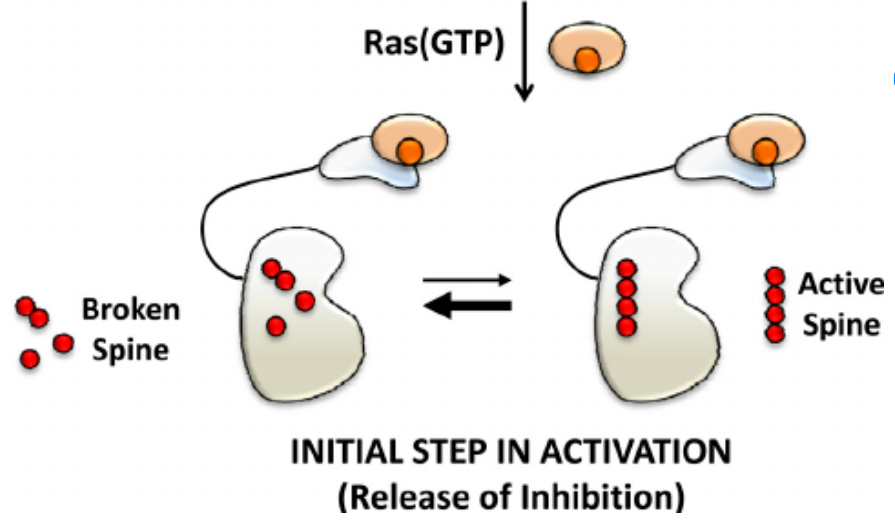 Ras(GTP)
Broken
Spine
Active
Spine
INITIAL STEP IN ACTIVATION
(Release of Inhibition)